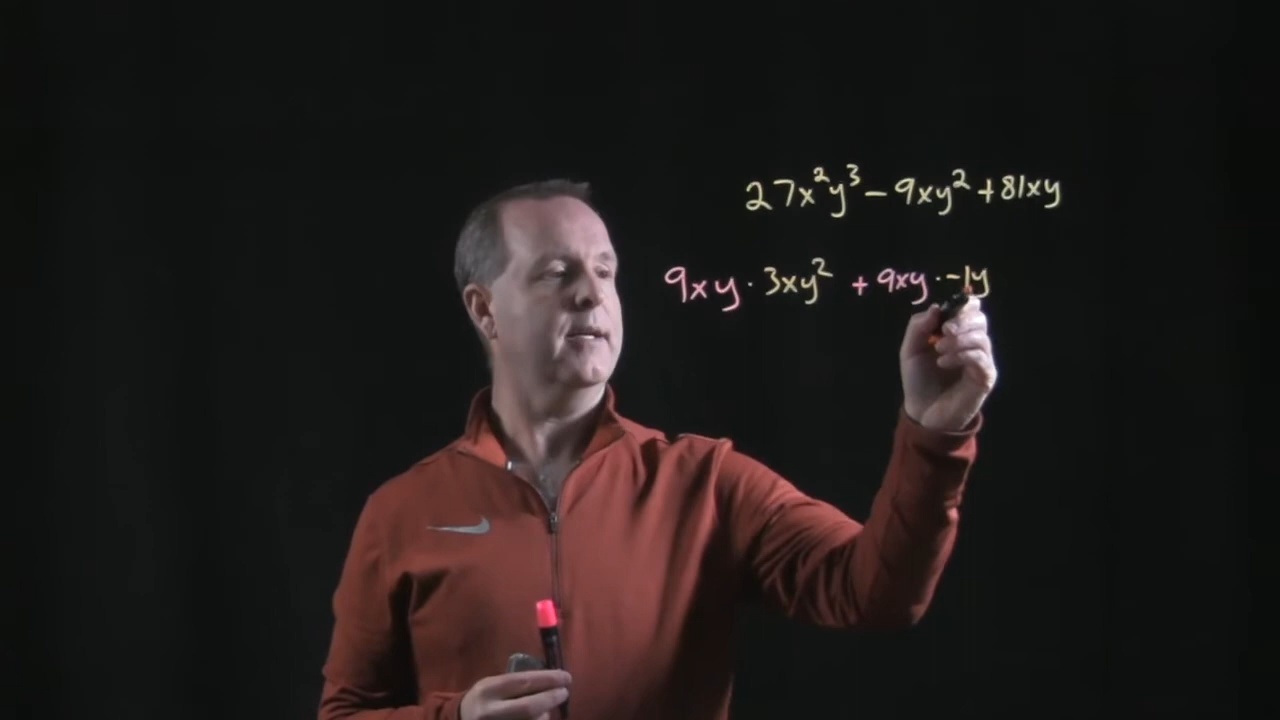 27x²y³ - 9xy² + 81xy
9xy · 3xy² + 9xy · -1y